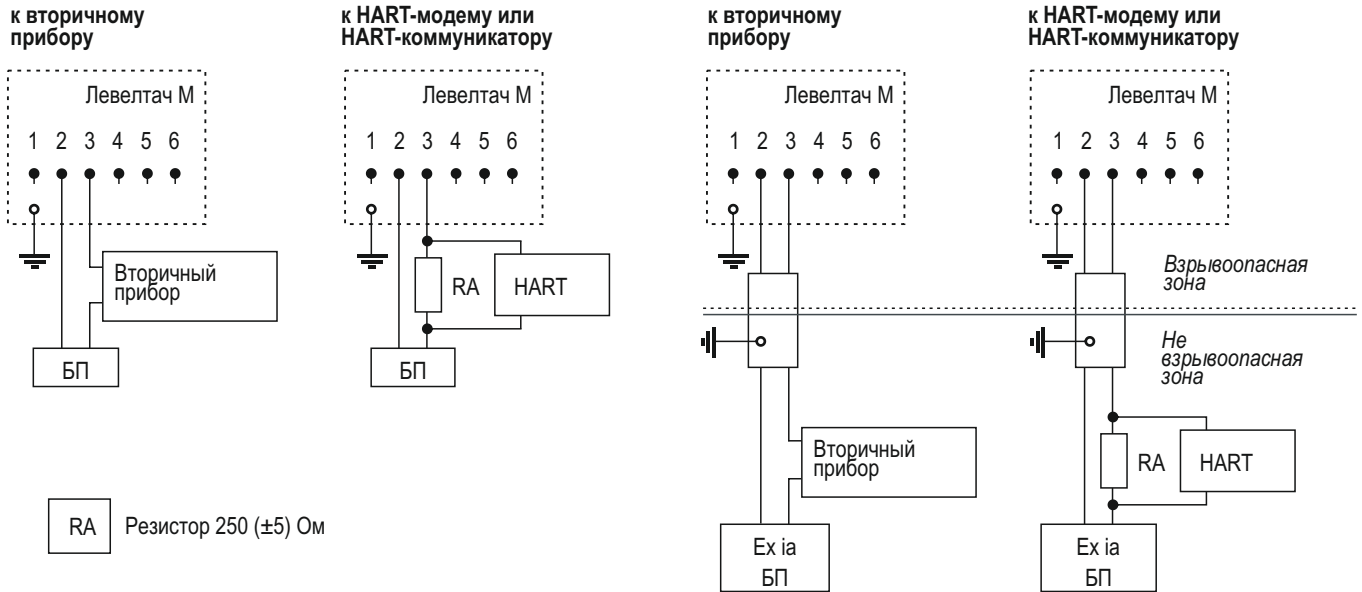 к вторичному
прибору
Левелтач М
1 2 3 4 5 6
Вторичный
прибор
БП
к HART-модему или
HART-коммуникатору
Левелтач М
1 2 3 4 5 6
RA
HART
БП
RA
Резистор 250 (±5) Ом
к вторичному
прибору
Левелтач М
1 2 3 4 5 6
Вторичный
прибор
Ex ia
БП
к HART-модему или
HART-коммуникатору
Левелтач М
1 2 3 4 5 6
Взрывоопасная
зона
Не
взрывоопасная
зона
RA
HART
Ex ia
БП